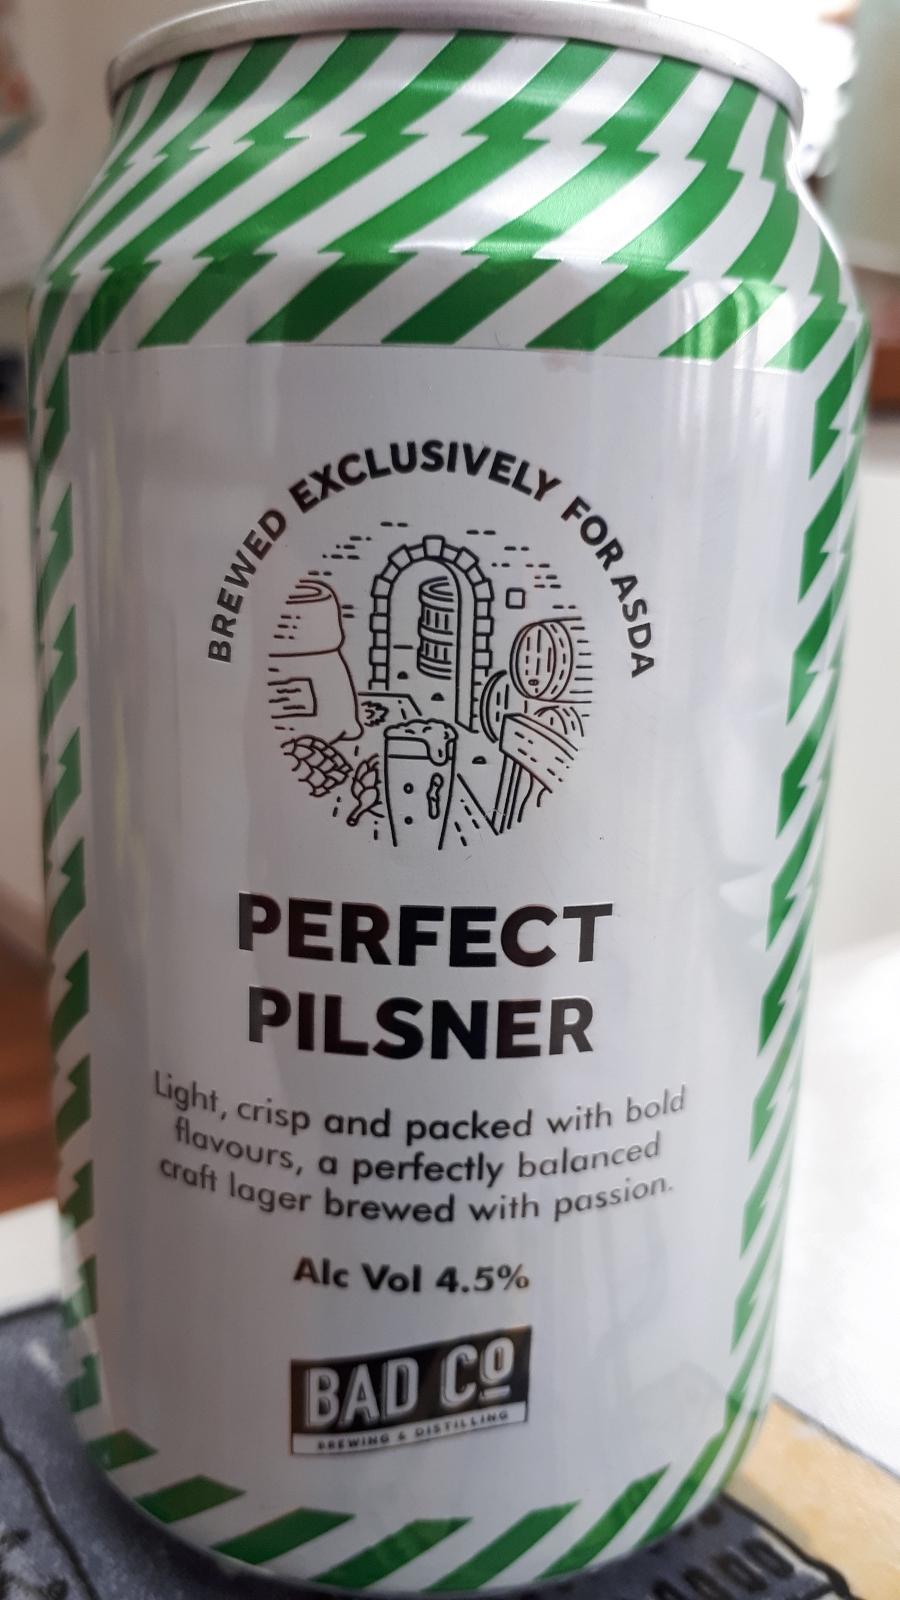 BREWED EXCLUSIVELY FOR ASDA
PERFECT
PILSNER
Light, crisp and packed with bold
flavours, a perfectly balanced
craft lager brewed with passion.
Alc Vol 4.5%
BAD Co
BREWING & DISTILLING